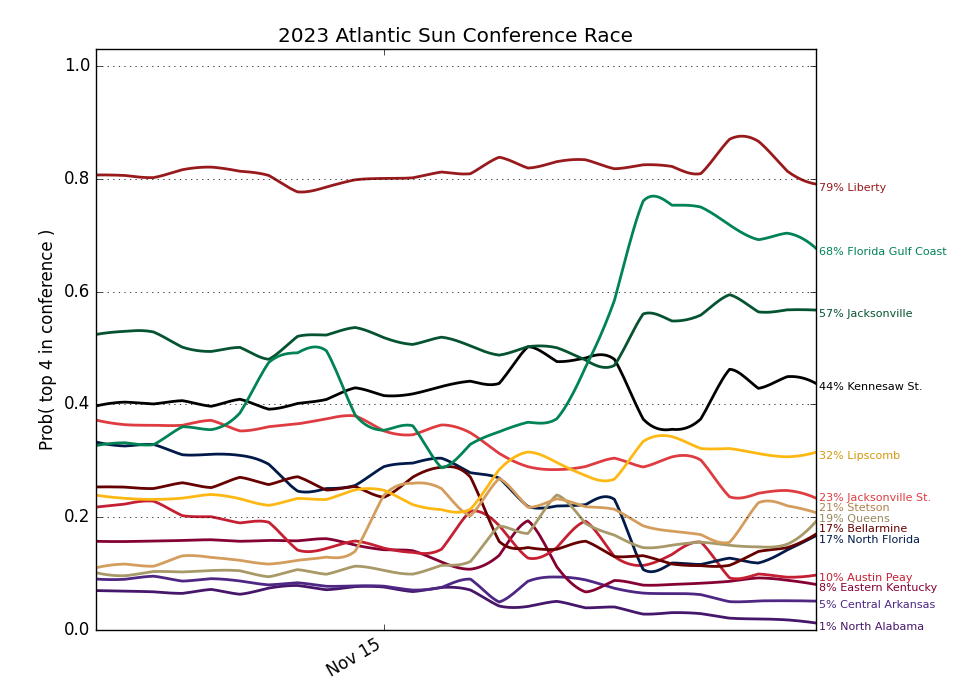 2023 Atlantic Sun Conference Race
Prob( top 4 in conference )
1.0
0.8
0.6
0.4
0.2
0.0
Nov 15
79% Liberty
68% Florida Gulf Coast
57% Jacksonville
44% Kennesaw St.
32% Lipscomb
23% Jacksonville St.
21% Stetson
19% Queens
17% Bellarmine
17% North Florida
10% Austin Peay
8% Eastern Kentucky
5% Central Arkansas
1% North Alabama